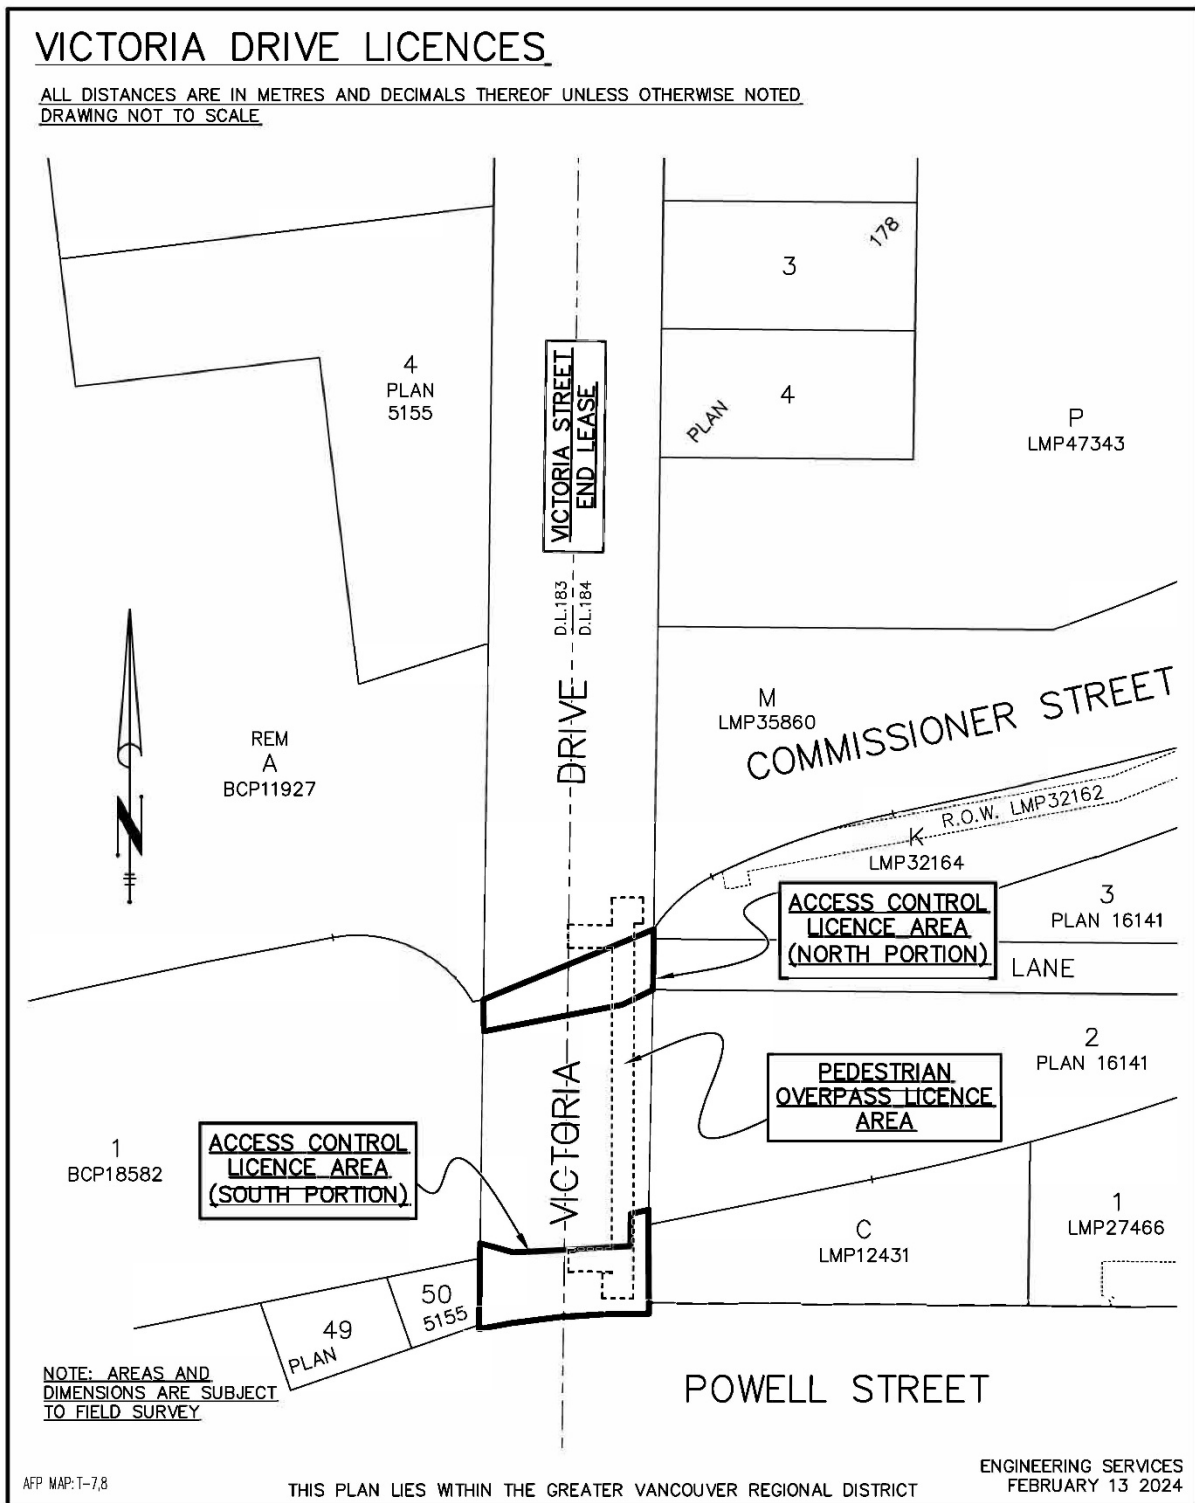 VICTORIA DRIVE LICENCES
ALL DISTANCES ARE IN METRES AND DECIMALS THEREOF UNLESS OTHERWISE NOTED
DRAWING NOT TO SCALE
3
178
4
PLAN
5155
VICTORIA STREET
END LEASE
4
PLAN
P
LMP47343
D.L.183
D.L.184
M
LMP35860
COMMISSIONER STREET
DRIVE
REM
A
BCP11927
N
R.O.W. LMP32162
K
LMP32164
ACCESS CONTROL
LICENCE AREA
(NORTH PORTION)
3
PLAN 16141
LANE
2
PLAN 16141
PEDESTRIAN
OVERPASS LICENCE
AREA
VICTORIA
1
BCP18582
ACCESS CONTROL
LICENCE AREA
(SOUTH PORTION)
C
LMP12431
1
LMP27466
50
5155
49
PLAN
NOTE: AREAS AND
DIMENSIONS ARE SUBJECT
TO FIELD SURVEY
POWELL STREET
AFP MAP: T-7,8
THIS PLAN LIES WITHIN THE GREATER VANCOUVER REGIONAL DISTRICT
ENGINEERING SERVICES
FEBRUARY 13 2024